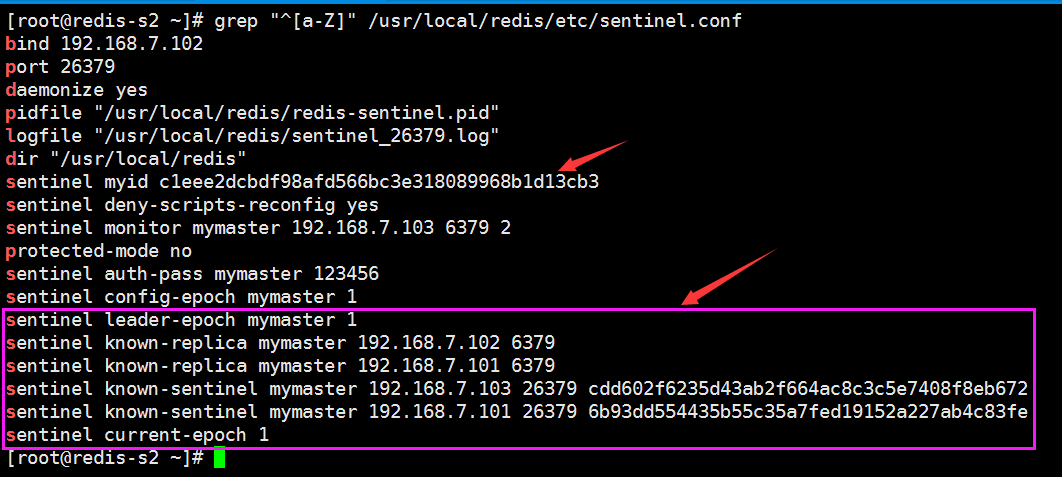 [root@redis-s2 ~]# grep "^[a-Z]" /usr/local/redis/etc/sentinel.conf
bind 192.168.7.102
port 26379
daemonize yes
pidfile "/usr/local/redis/redis-sentinel.pid"
logfile "/usr/local/redis/sentinel_26379.log"
dir "/usr/local/redis"
sentinel myid c1eee2dcbdf98afd566bc3e318089968b1d13cb3
sentinel deny-scripts-reconfig yes
sentinel monitor mymaster 192.168.7.103 6379 2
protected-mode no
sentinel auth-pass mymaster 123456
sentinel config-epoch mymaster 1
sentinel leader-epoch mymaster 1
sentinel known-replica mymaster 192.168.7.102 6379
sentinel known-replica mymaster 192.168.7.101 6379
sentinel known-sentinel mymaster 192.168.7.103 26379 cdd602f6235d43ab2f664ac8c3c5e7408f8eb672
sentinel known-sentinel mymaster 192.168.7.101 26379 6b93dd554435b55c35a7fed19152a227ab4c83fe
sentinel current-epoch 1
[root@redis-s2 ~]#